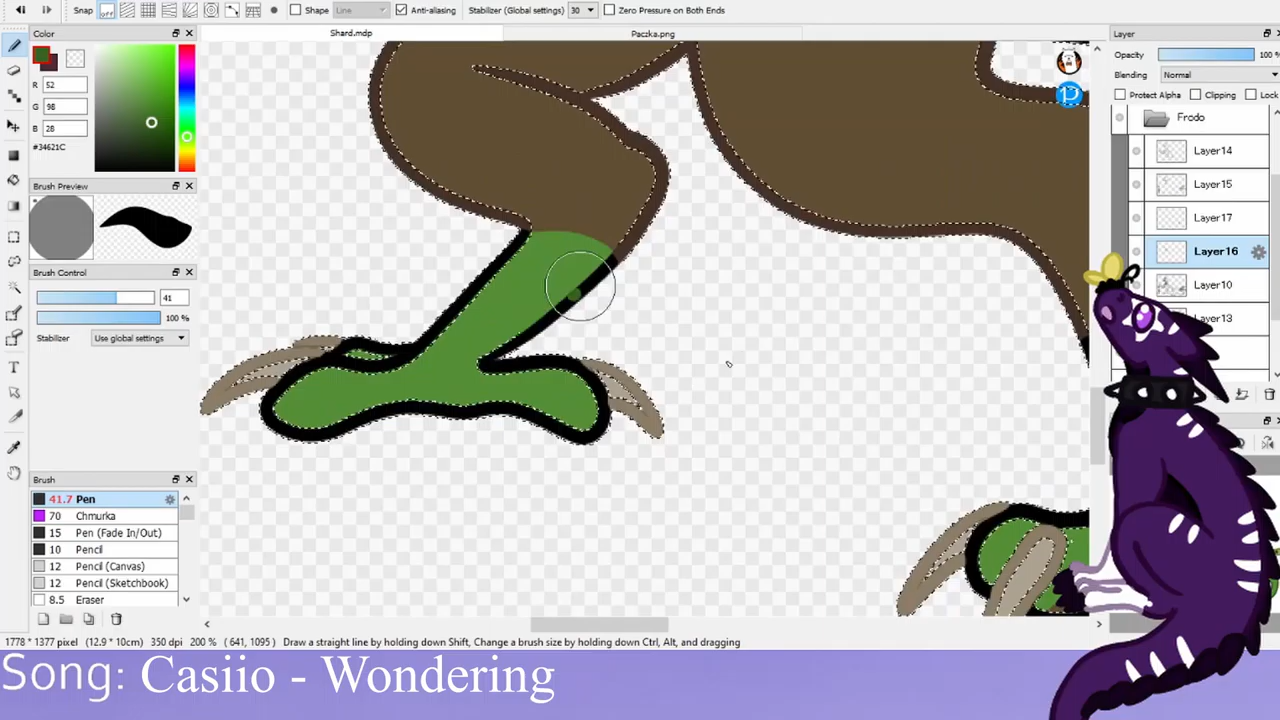 Snap Shape Line Anti-aliasing Stabilizer (Global settings) 30 Zero Pressure on Both Ends
Color
Shard.mdp
Paczka.png
Layer
Opacity 100 %
Blending Normal
Protect Alpha Clipping Lock
R 52
G 98
B 28
#34621C
Frodo
Layer14
Layer15
Layer17
Layer16
Layer10
Layer13
Brush Preview
Brush Control
41
100 %
Stabilizer Use global settings
Brush
41.7 Pen
70 Chmurka
15 Pen (Fade In/Out)
10 Pencil
12 Pencil (Canvas)
12 Pencil (Sketchbook)
8.5 Eraser
1778 * 1377 pixel (12.9 * 10cm) 350 dpi 200 % ( 641, 1095) Draw a straight line by holding down Shift, Change a brush size by holding down Ctrl, Alt, and dragging
Song: Casiio - Wondering